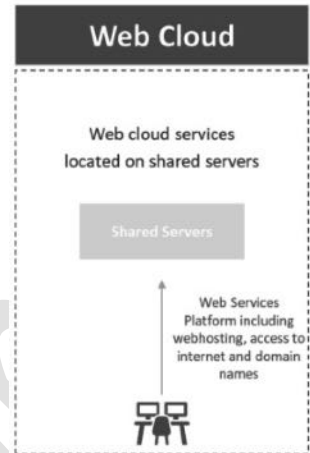 Web Cloud
Web cloud services
located on shared servers
Shared Servers
Web Services
Platform including
webhosting, access to
internet and domain
names